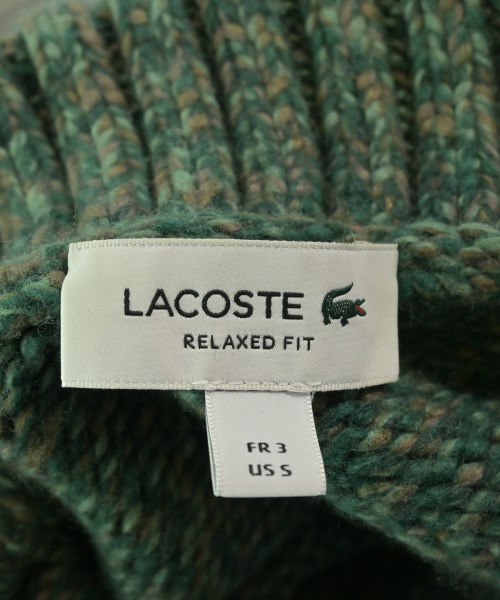 LACOSTE
RELAXED FIT
FR 3
US S